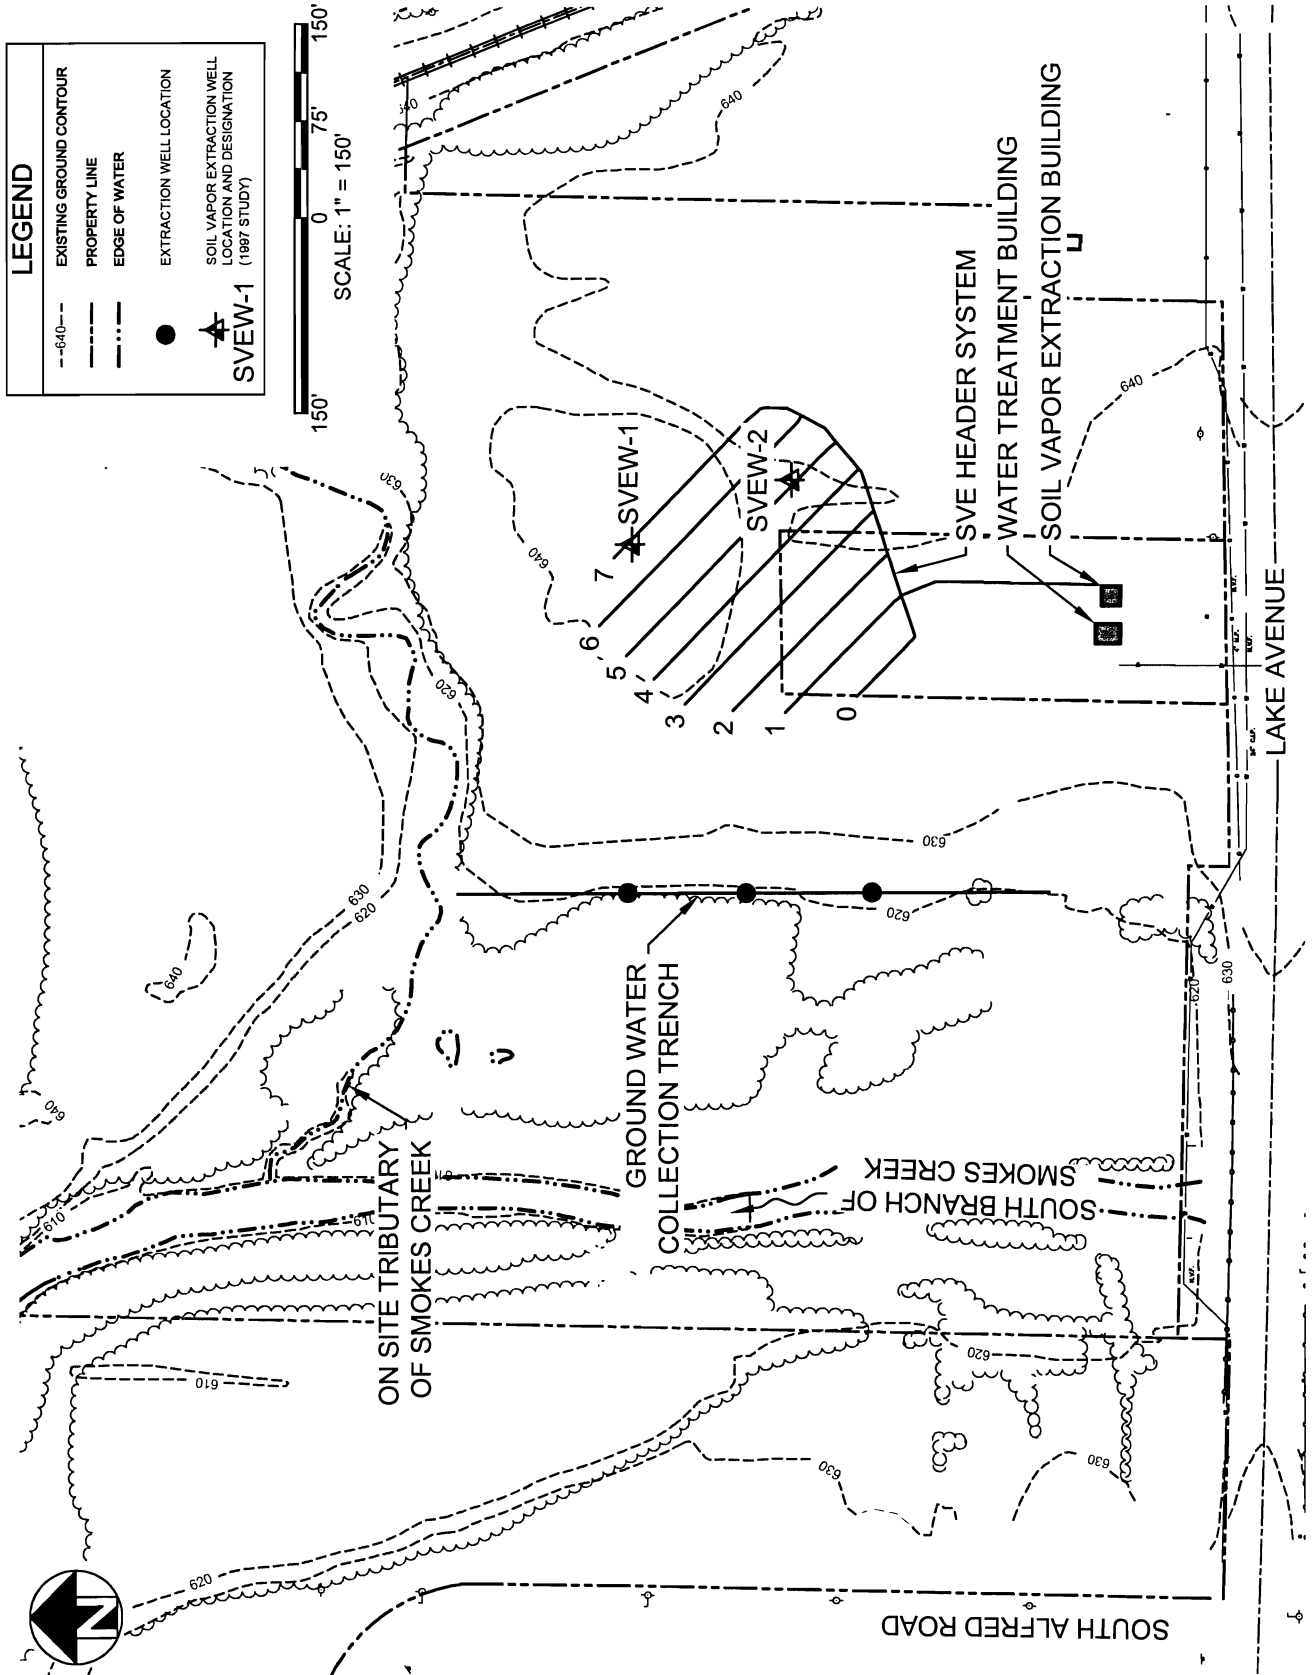 LEGEND
--640-- EXISTING GROUND CONTOUR
PROPERTY LINE
EDGE OF WATER
EXTRACTION WELL LOCATION
SVEW-1
SOIL VAPOR EXTRACTION WELL
LOCATION AND DESIGNATION
(1997 STUDY)
150' 0 75' 150'
SCALE: 1" = 150'
N
620
610
610
610
640
640
630
620
630
620
640
640
640
640
ON SITE TRIBUTARY
OF SMOKES CREEK
GROUND WATER
COLLECTION TRENCH
SOUTH BRANCH OF
SMOKES CREEK
7
6
5
4
3
2
1
0
SVEW-1
SVEW-2
SVE HEADER SYSTEM
WATER TREATMENT BUILDING
SOIL VAPOR EXTRACTION BUILDING
630
620
630
620
630
620
630
SOUTH ALFRED ROAD
LAKE AVENUE